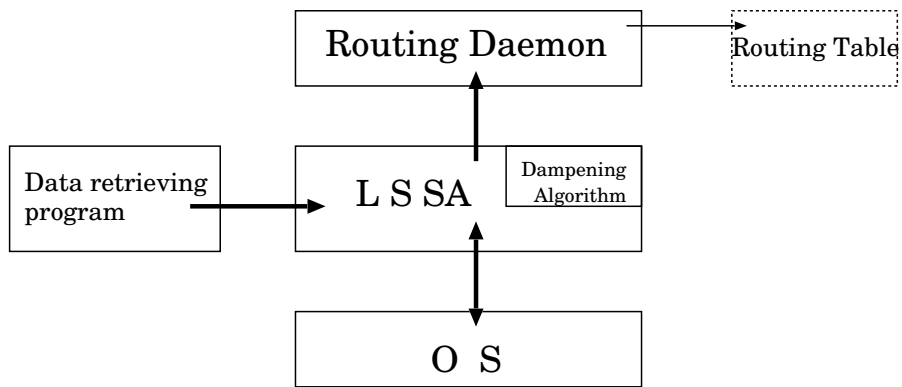 Routing Daemon
Routing Table
Data retrieving
program
L S SA
Dampening
Algorithm
O S